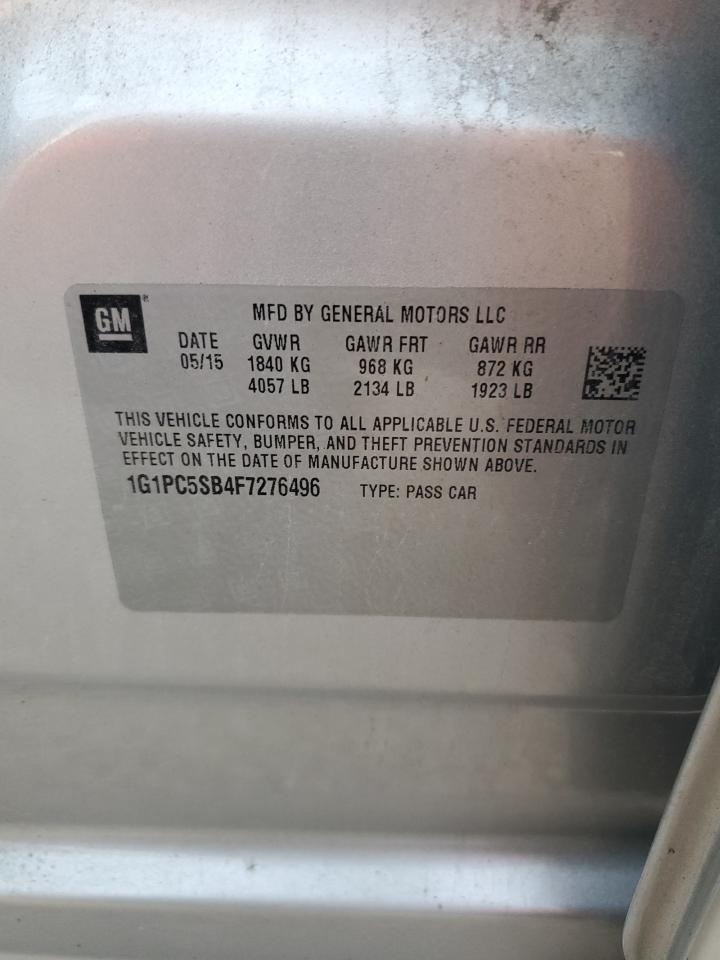 GM®
MFD BY GENERAL MOTORS LLC
DATE GVWR GAWR FRT GAWR RR
05/15 1840 KG 968 KG 872 KG
4057 LB 2134 LB 1923 LB
THIS VEHICLE CONFORMS TO ALL APPLICABLE U.S. FEDERAL MOTOR
VEHICLE SAFETY, BUMPER, AND THEFT PREVENTION STANDARDS IN
EFFECT ON THE DATE OF MANUFACTURE SHOWN ABOVE.
1G1PC5SB4F7276496 TYPE: PASS CAR